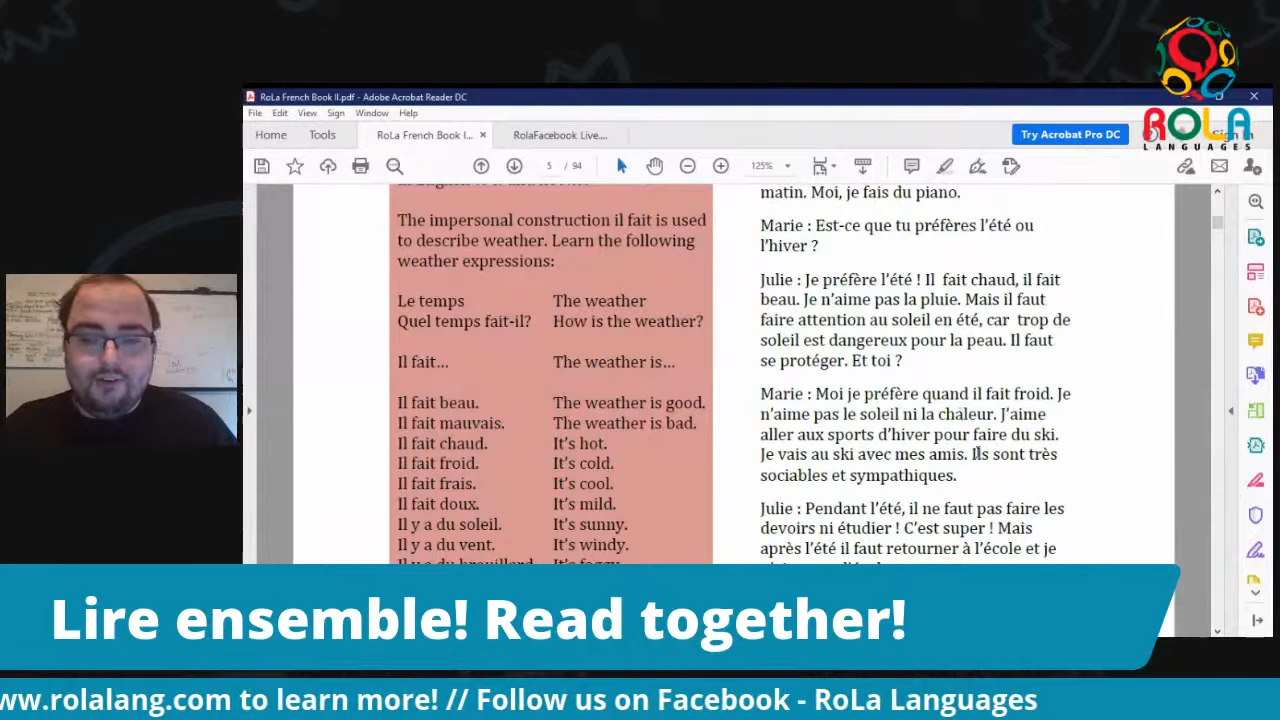 ROLA
LANGUAGES
RoLa French Book II.pdf - Adobe Acrobat Reader DC
File Edit View Sign Window Help
Home Tools RoLa French Book I... × RolaFacebook Live....
Try Acrobat Pro DC
Sign In
5 / 94 125%
The impersonal construction il fait is used
to describe weather. Learn the following
weather expressions:
Le temps The weather
Quel temps fait-il? How is the weather?
Il fait... The weather is...
Il fait beau. The weather is good.
Il fait mauvais. The weather is bad.
Il fait chaud. It's hot.
Il fait froid. It's cold.
Il fait frais. It's cool.
Il fait doux. It's mild.
Il y a du soleil. It's sunny.
Il y a du vent. It's windy.
Il y a du brouillard. It's foggy.
matin. Moi, je fais du piano.
Marie : Est-ce que tu préfères l'été ou
l'hiver ?
Julie : Je préfère l'été ! Il fait chaud, il fait
beau. Je n'aime pas la pluie. Mais il faut
faire attention au soleil en été, car trop de
soleil est dangereux pour la peau. Il faut
se protéger. Et toi ?
Marie : Moi je préfère quand il fait froid. Je
n'aime pas le soleil ni la chaleur. J'aime
aller aux sports d'hiver pour faire du ski.
Je vais au ski avec mes amis. Ils sont très
sociables et sympathiques.
Julie : Pendant l'été, il ne faut pas faire les
devoirs ni étudier ! C'est super ! Mais
après l'été il faut retourner à l'école et je
Lire ensemble! Read together!
ww.rolalang.com to learn more! // Follow us on Facebook - RoLa Languages